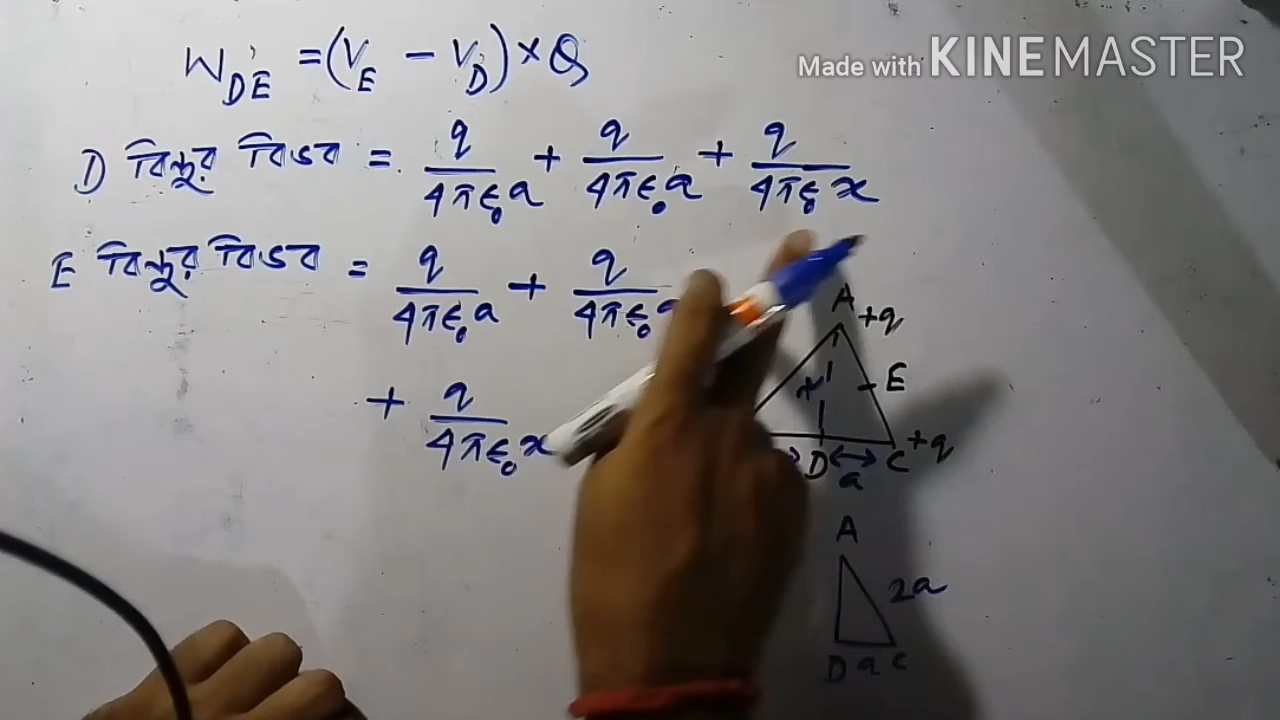 Made with KINEMASTER
W_DE = (V_E − V_D) × Q
D বিন্দুর বিভব = q/4πε₀a + q/4πε₀a + q/4πε₀x
E বিন্দুর বিভব = q/4πε₀a + q/4πε₀
+ q/4πε₀x
A +q
x E
D a C +q
A
2a
D a C